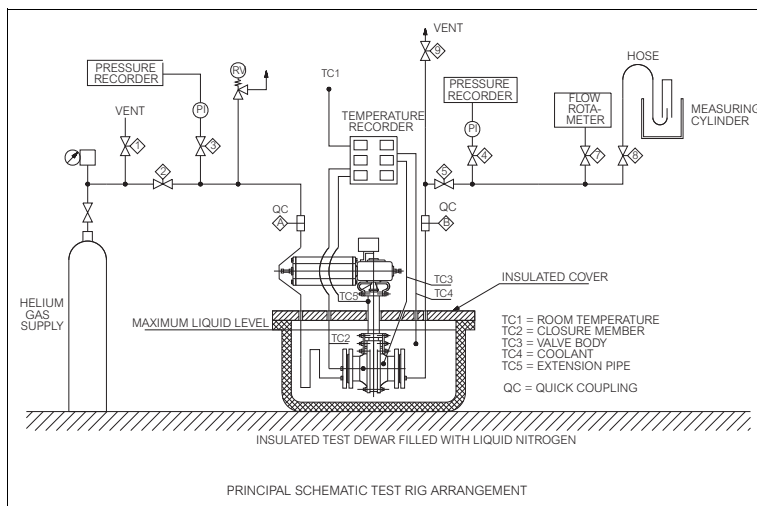 VENT
9
HOSE
PRESSURE
RECORDER
RV
TC1
PRESSURE
RECORDER
FLOW
ROTA-
METER
MEASURING
CYLINDER
VENT
PI
TEMPERATURE
RECORDER
PI
1
3
4
7
8
2
5
QC
A
QC
B
TC3
TC4
TC5
INSULATED COVER
HELIUM
GAS
SUPPLY
MAXIMUM LIQUID LEVEL
TC2
TC1 = ROOM TEMPERATURE
TC2 = CLOSURE MEMBER
TC3 = VALVE BODY
TC4 = COOLANT
TC5 = EXTENSION PIPE
QC = QUICK COUPLING
INSULATED TEST DEWAR FILLED WITH LIQUID NITROGEN
PRINCIPAL SCHEMATIC TEST RIG ARRANGEMENT